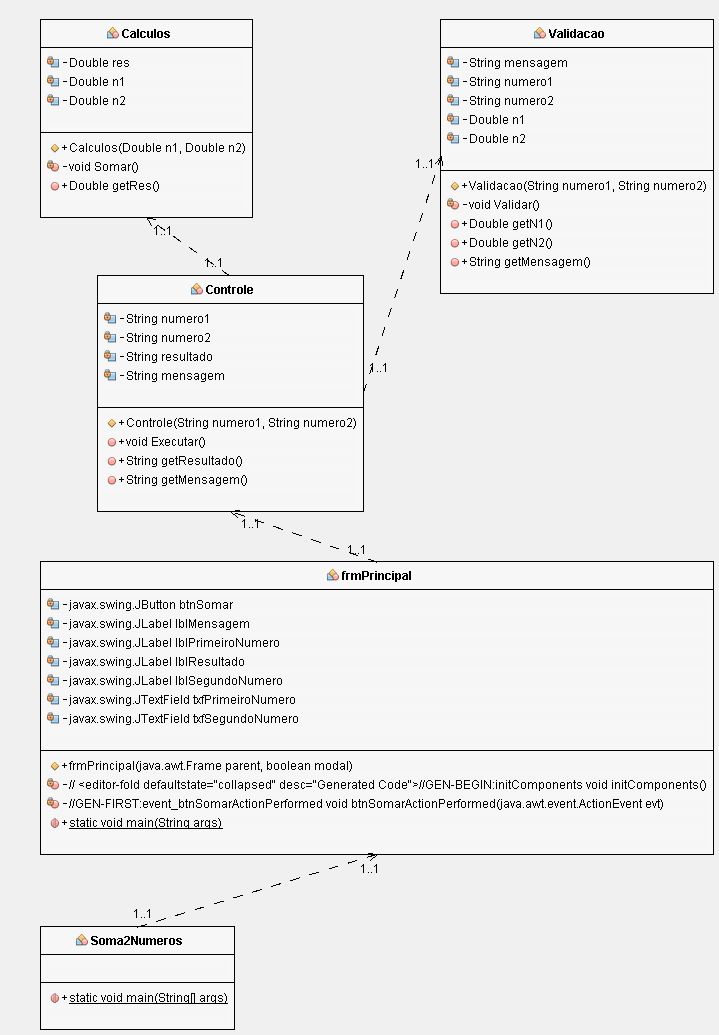 Calculos
-Double res
-Double n1
-Double n2
+Calculos(Double n1, Double n2)
-void Somar()
+Double getRes()
Validacao
-String mensagem
-String numero1
-String numero2
-Double n1
-Double n2
+Validacao(String numero1, String numero2)
-void Validar()
+Double getN1()
+Double getN2()
+String getMensagem()
1..1
1..1
1..1
1..1
Controle
-String numero1
-String numero2
-String resultado
-String mensagem
+Controle(String numero1, String numero2)
+void Executar()
+String getResultado()
+String getMensagem()
1..1
1..1
frmPrincipal
-javax.swing.JButton btnSomar
-javax.swing.JLabel lblMensagem
-javax.swing.JLabel lblPrimeiroNumero
-javax.swing.JLabel lblResultado
-javax.swing.JLabel lblSegundoNumero
-javax.swing.JTextField txfPrimeiroNumero
-javax.swing.JTextField txfSegundoNumero
+frmPrincipal(java.awt.Frame parent, boolean modal)
-// <editor-fold defaultstate="collapsed" desc="Generated Code">//GEN-BEGIN:initComponents void initComponents()
-//GEN-FIRST:event_btnSomarActionPerformed void btnSomarActionPerformed(java.awt.event.ActionEvent evt)
+static void main(String args)
1..1
1..1
Soma2Numeros
+static void main(String[] args)